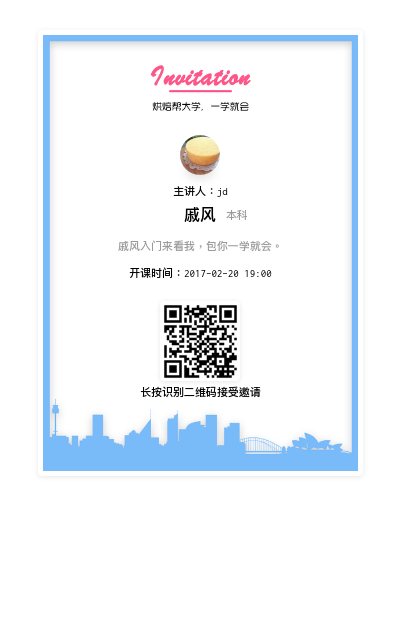 Invitation
烘焙帮大学，一学就会
主讲人：jd
戚风 本科
戚风入门来看我，包你一学就会。
开课时间：2017-02-20 19:00
长按识别二维码接受邀请